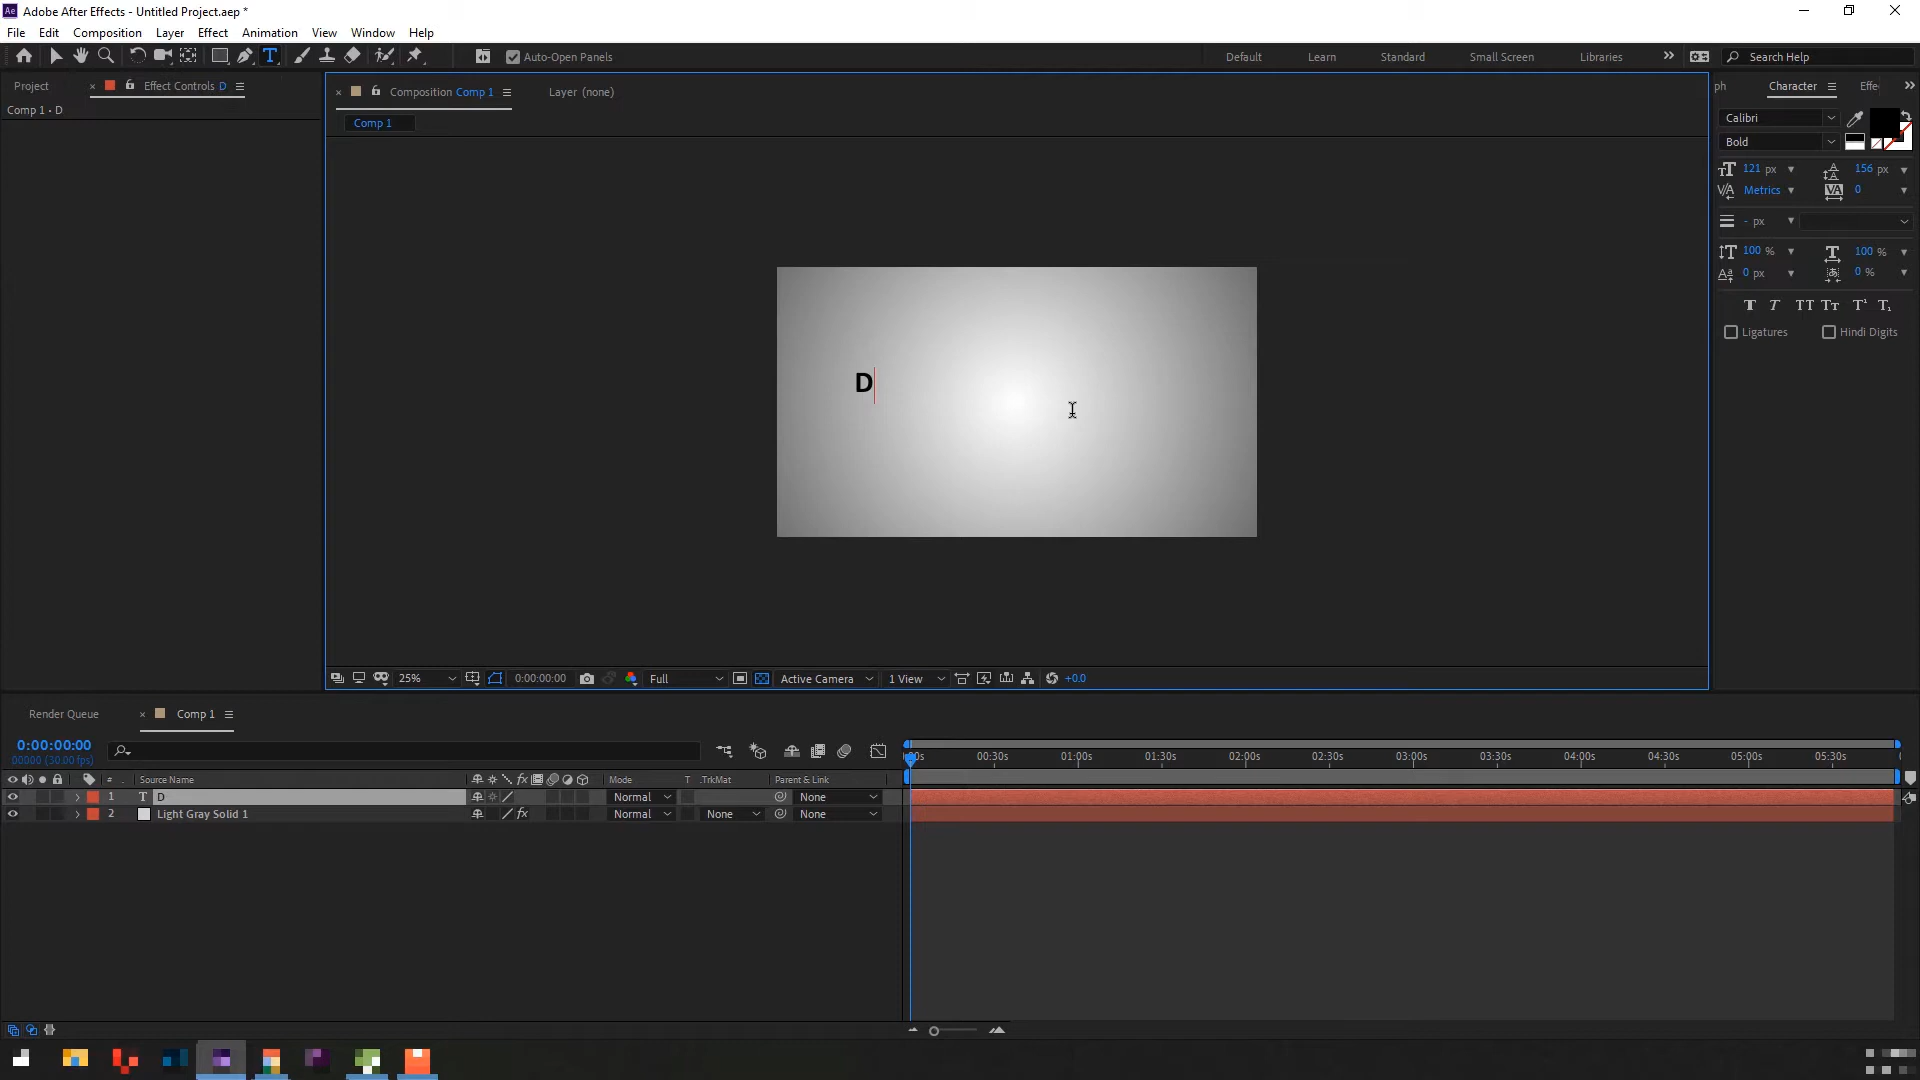 Adobe After Effects - Untitled Project.aep *
File Edit Composition Layer Effect Animation View Window Help
Auto-Open Panels
Default Learn Standard Small Screen Libraries
Search Help
Project
Effect Controls D
Comp 1 • D
Composition Comp 1
Layer (none)
Comp 1
D
ph
Character
Effe
Calibri
Bold
121 px
156 px
Metrics
0
- px
100 %
100 %
0 px
0 %
Ligatures
Hindi Digits
25%
0:00:00:00
Full
Active Camera
1 View
+0.0
Render Queue
Comp 1
0:00:00:00
00000 (30.00 fps)
# Source Name
Mode T .TrkMat Parent & Link
1 D Normal None
2 Light Gray Solid 1 Normal None None
00:30s 01:00s 01:30s 02:00s 02:30s 03:00s 03:30s 04:00s 04:30s 05:00s 05:30s